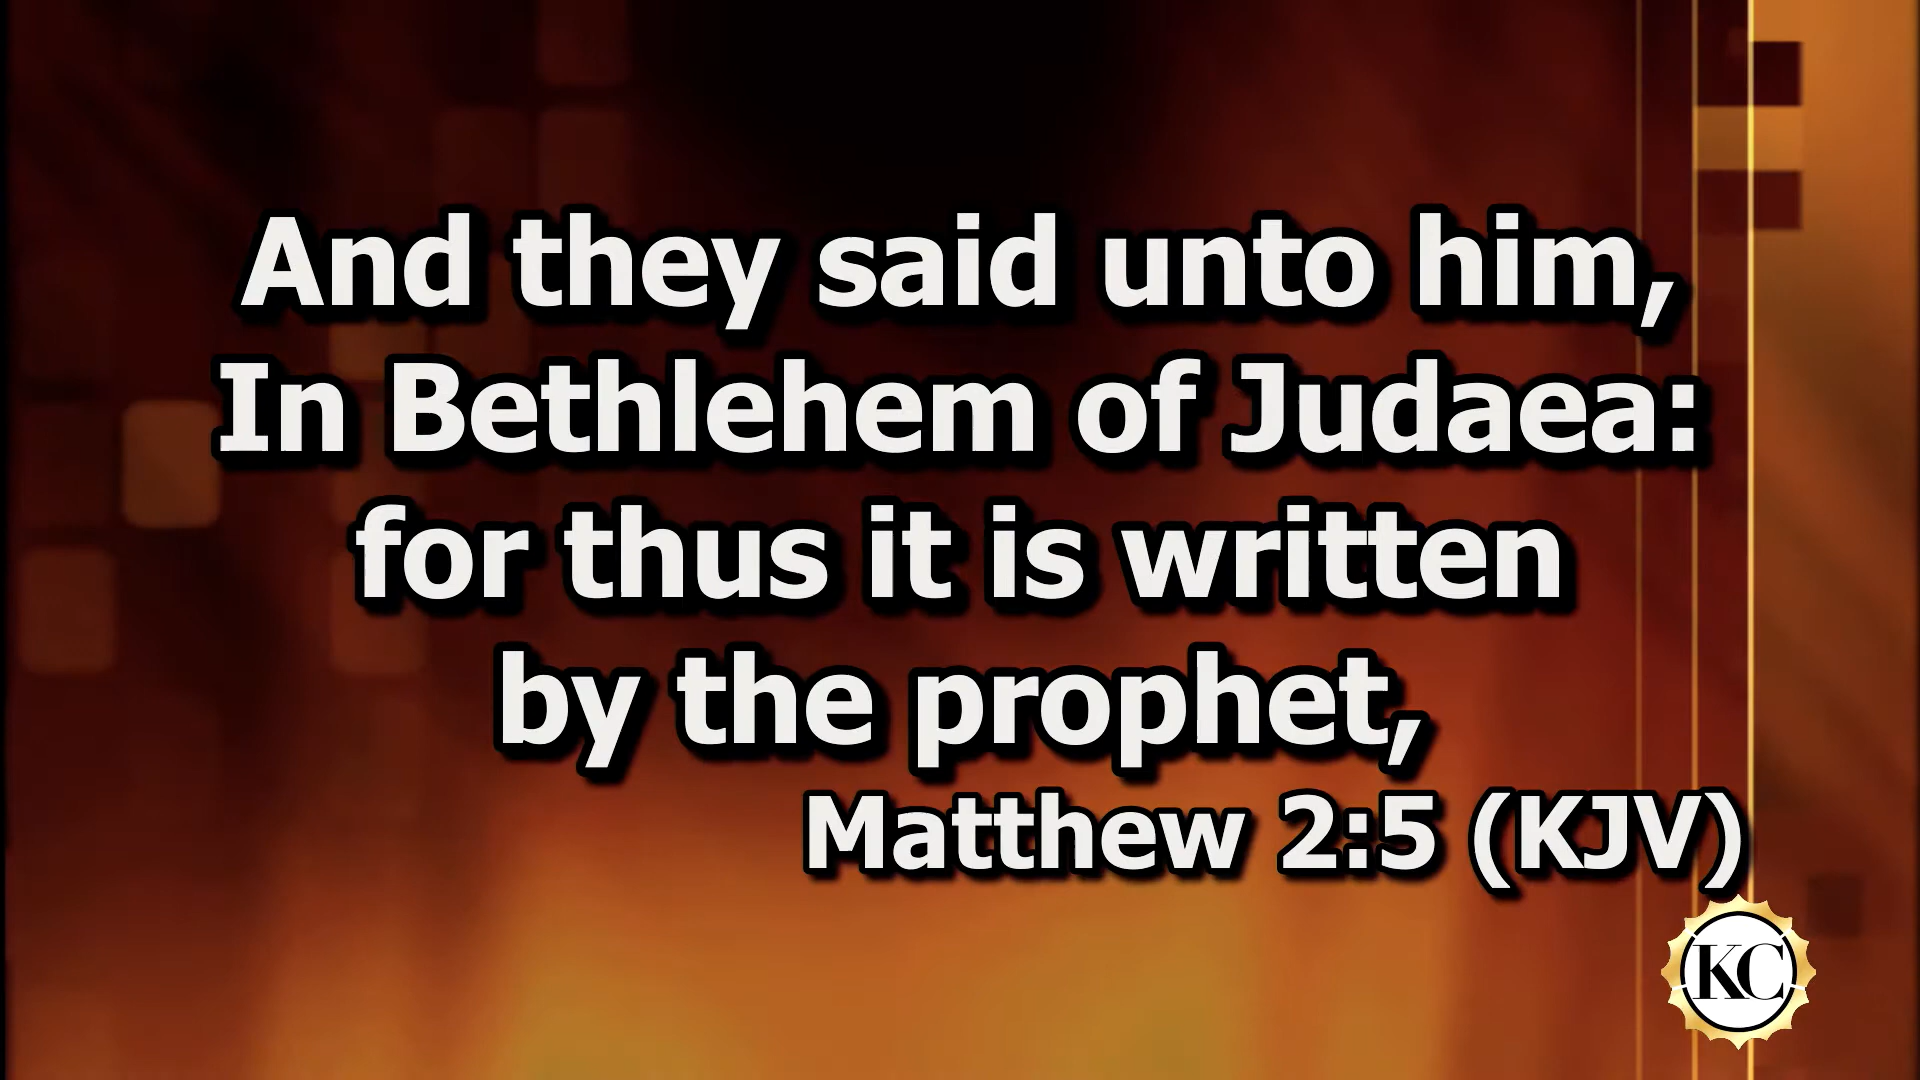 And they said unto him,
In Bethlehem of Judaea:
for thus it is written
by the prophet,
Matthew 2:5 (KJV)
KC